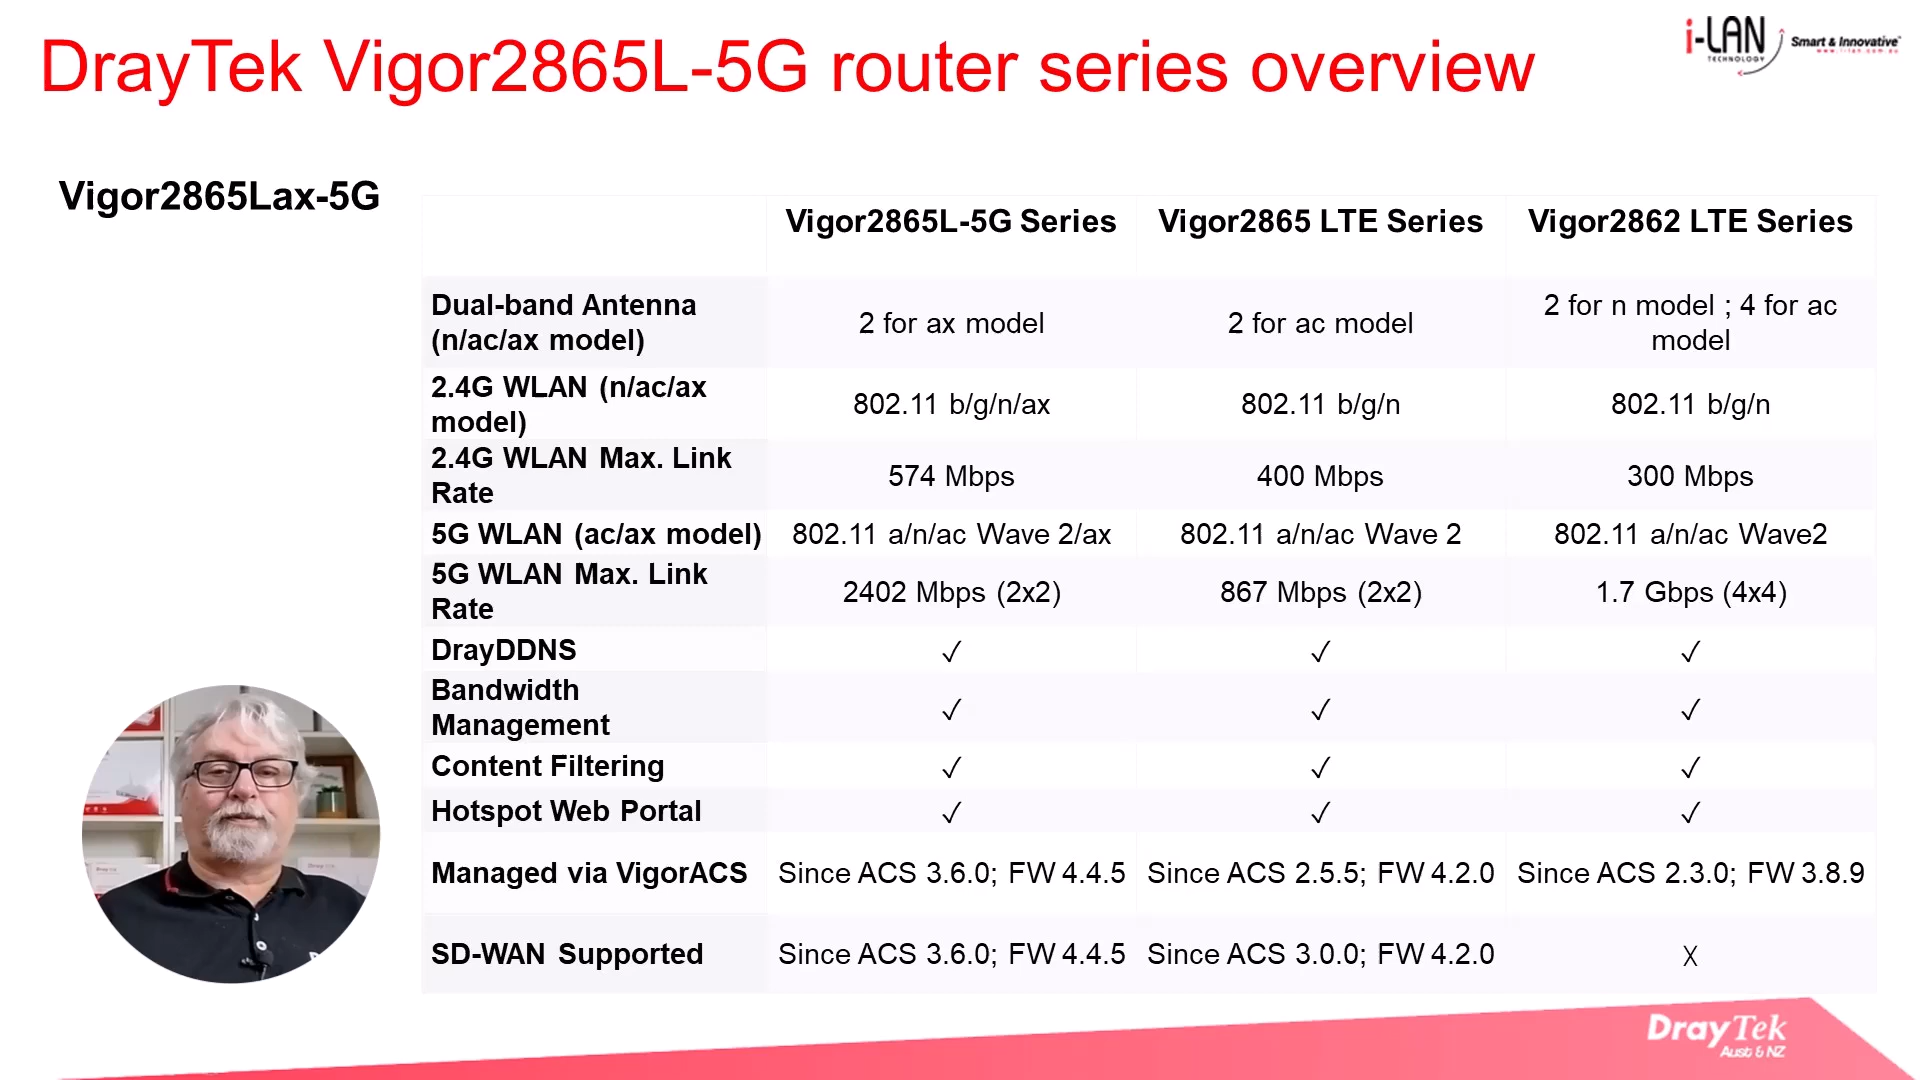 DrayTek Vigor2865L-5G router series overview
i-LAN
TECHNOLOGY
Smart & Innovative
Vigor2865Lax-5G
Vigor2865L-5G Series Vigor2865 LTE Series Vigor2862 LTE Series
Dual-band Antenna
(n/ac/ax model)
2 for ax model 2 for ac model 2 for n model ; 4 for ac
model
2.4G WLAN (n/ac/ax
model)
802.11 b/g/n/ax 802.11 b/g/n 802.11 b/g/n
2.4G WLAN Max. Link
Rate
574 Mbps 400 Mbps 300 Mbps
5G WLAN (ac/ax model) 802.11 a/n/ac Wave 2/ax 802.11 a/n/ac Wave 2 802.11 a/n/ac Wave2
5G WLAN Max. Link
Rate
2402 Mbps (2x2) 867 Mbps (2x2) 1.7 Gbps (4x4)
DrayDDNS ✓ ✓ ✓
Bandwidth
Management
✓ ✓ ✓
Content Filtering ✓ ✓ ✓
Hotspot Web Portal ✓ ✓ ✓
Managed via VigorACS Since ACS 3.6.0; FW 4.4.5 Since ACS 2.5.5; FW 4.2.0 Since ACS 2.3.0; FW 3.8.9
SD-WAN Supported Since ACS 3.6.0; FW 4.4.5 Since ACS 3.0.0; FW 4.2.0 X
DrayTek
Aust & NZ